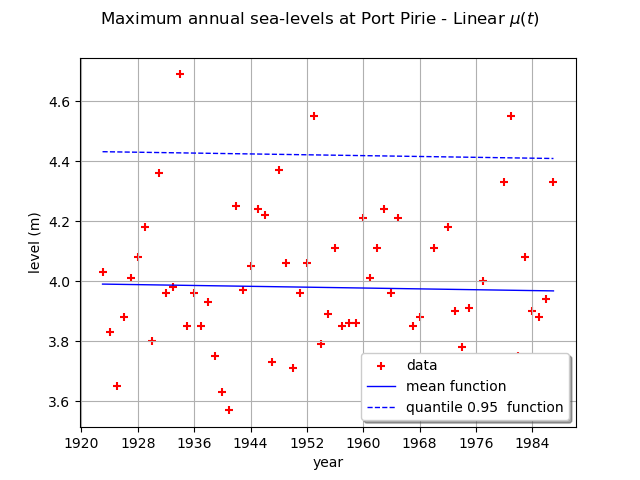 Maximum annual sea-levels at Port Pirie - Linear μ(t)
4.6
4.4
4.2
4.0
3.8
3.6
level (m)
data
mean function
quantile 0.95  function
1920 1928 1936 1944 1952 1960 1968 1976 1984
year